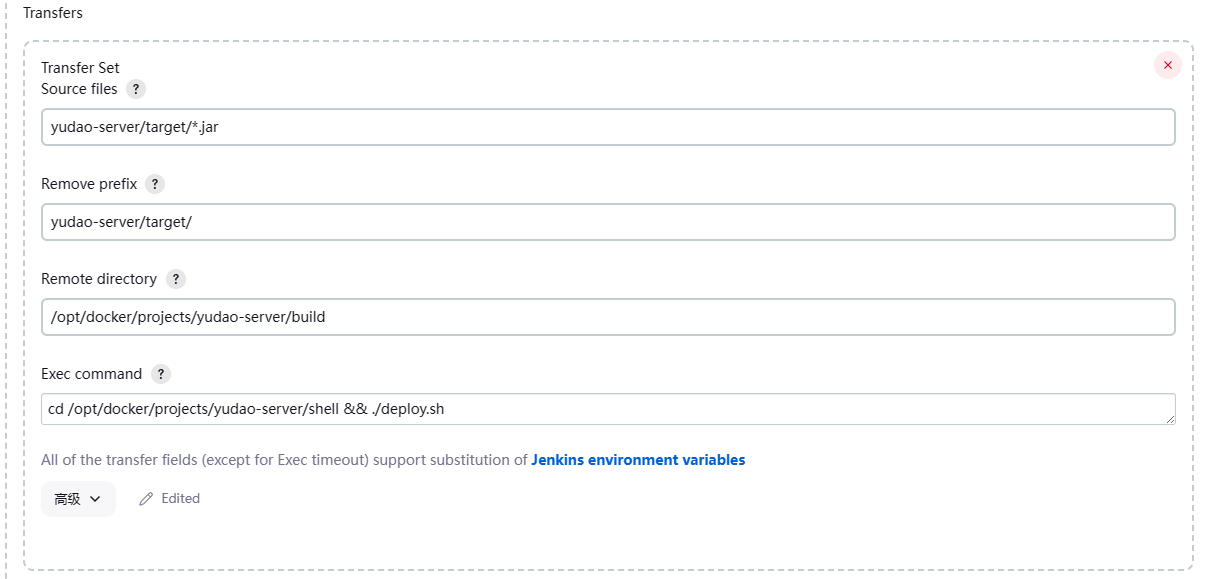 Transfers
Transfer Set
Source files ?
yudao-server/target/*.jar
Remove prefix ?
yudao-server/target/
Remote directory ?
/opt/docker/projects/yudao-server/build
Exec command ?
cd /opt/docker/projects/yudao-server/shell && ./deploy.sh
All of the transfer fields (except for Exec timeout) support substitution of Jenkins environment variables
高级 Edited